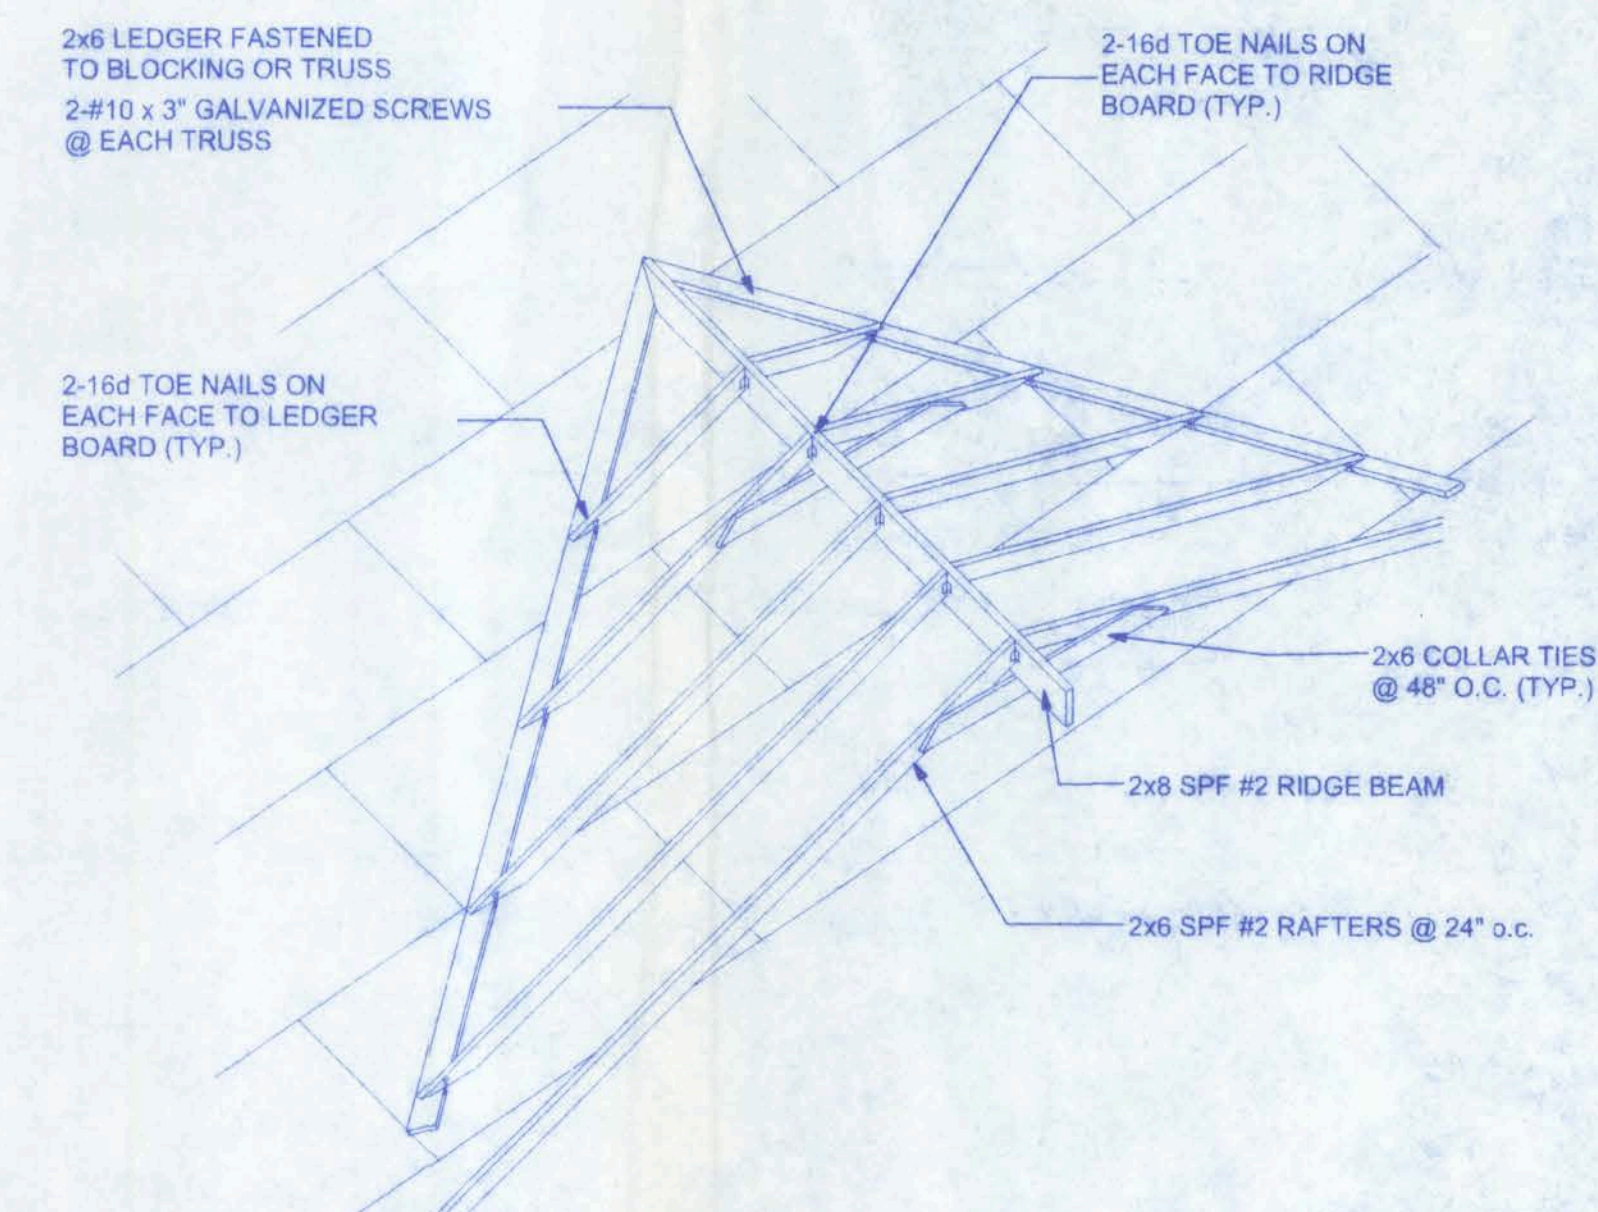 2x6 LEDGER FASTENED
TO BLOCKING OR TRUSS
2-#10 x 3" GALVANIZED SCREWS
@ EACH TRUSS
2-16d TOE NAILS ON
EACH FACE TO RIDGE
BOARD (TYP.)
2-16d TOE NAILS ON
EACH FACE TO LEDGER
BOARD (TYP.)
2x6 COLLAR TIES
@ 48" O.C. (TYP.)
2x8 SPF #2 RIDGE BEAM
2x6 SPF #2 RAFTERS @ 24" o.c.